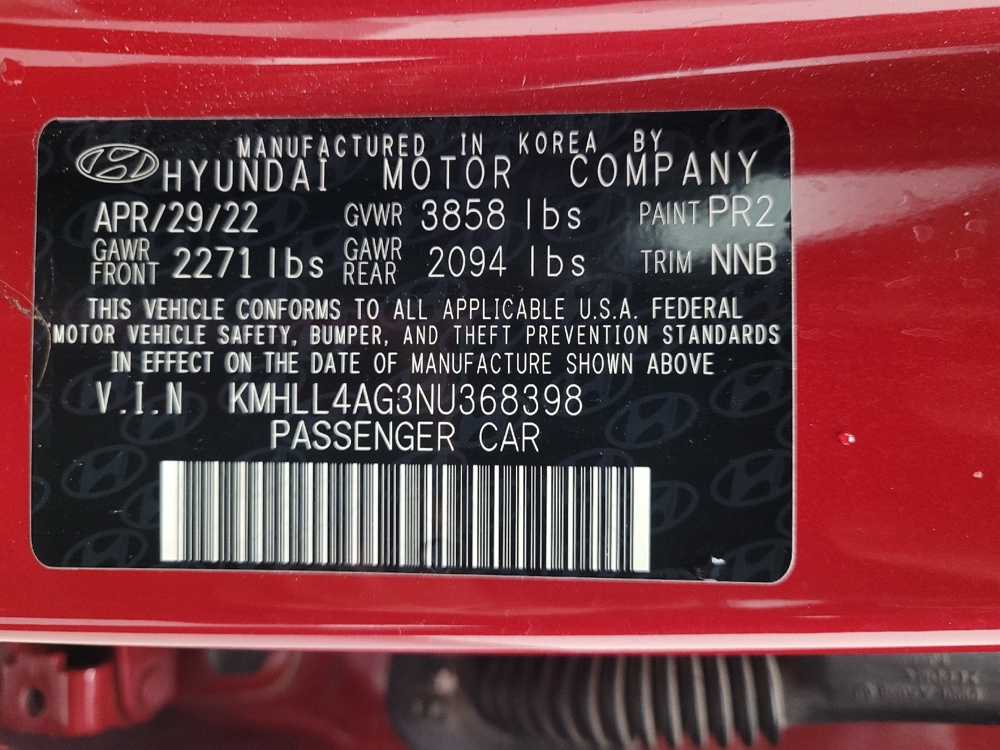 MANUFACTURED IN KOREA BY
HYUNDAI MOTOR COMPANY
APR/29/22 GVWR 3858 lbs PAINT PR2
GAWR FRONT 2271 lbs GAWR REAR 2094 lbs TRIM NNB
THIS VEHICLE CONFORMS TO ALL APPLICABLE U.S.A. FEDERAL
MOTOR VEHICLE SAFETY, BUMPER, AND THEFT PREVENTION STANDARDS
IN EFFECT ON THE DATE OF MANUFACTURE SHOWN ABOVE
V.I.N KMHLL4AG3NU368398
PASSENGER CAR